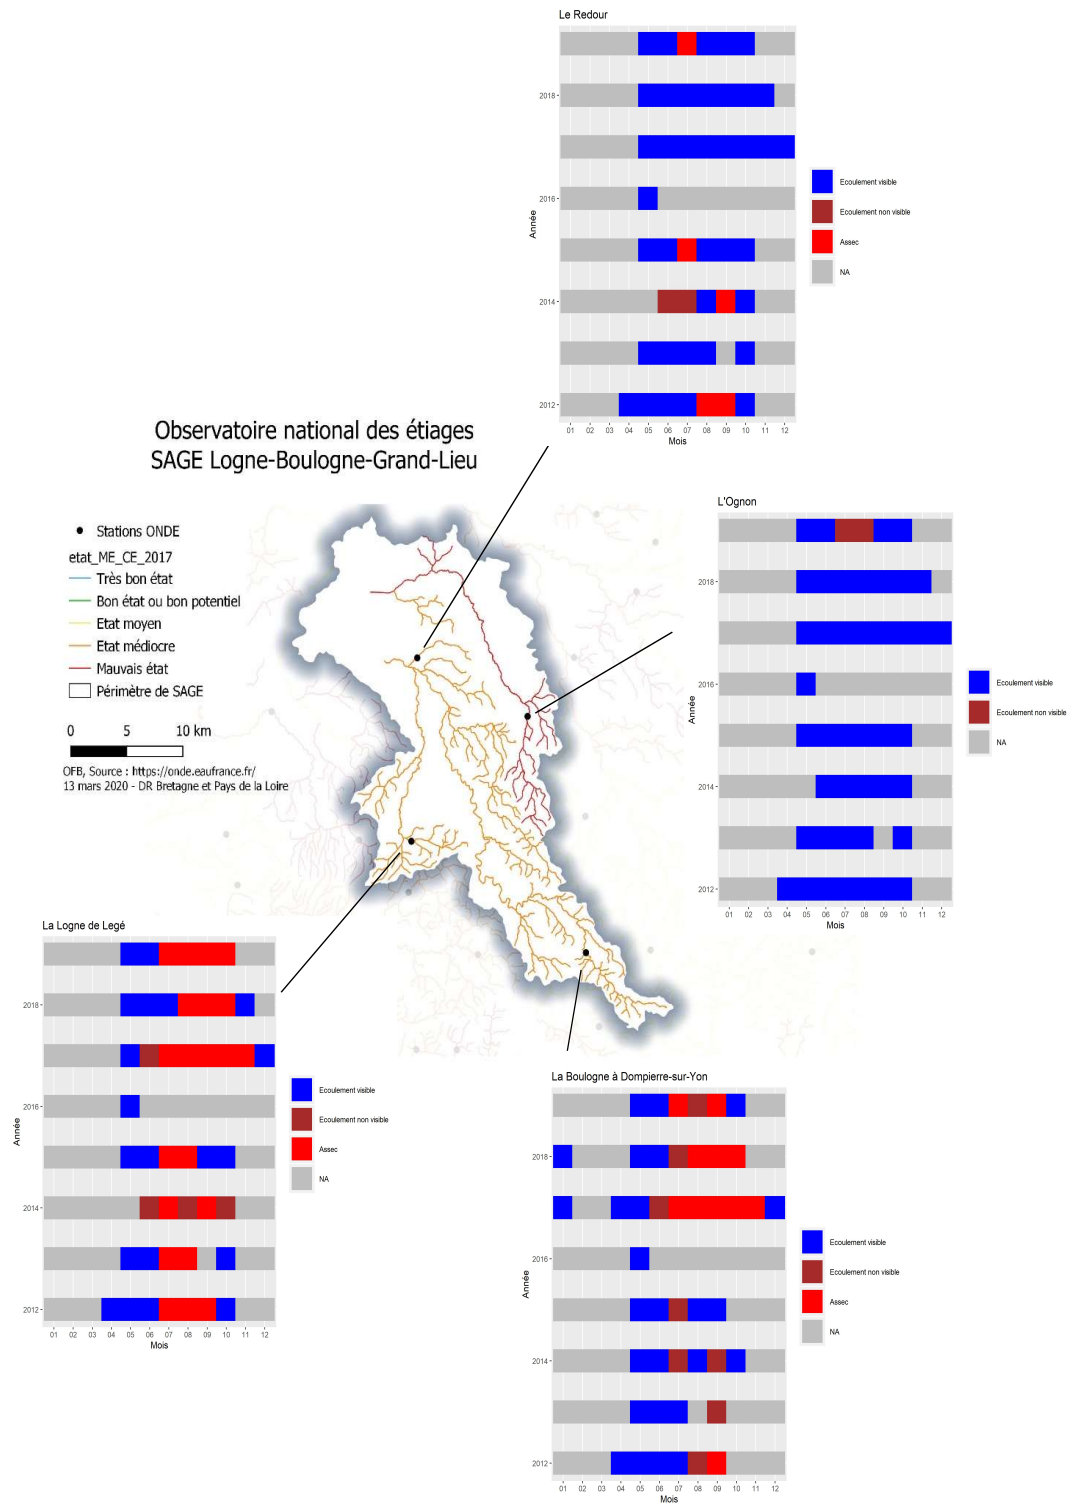 Le Redour
2018
2016
2014
2012
Année
01 02 03 04 05 06 07 08 09 10 11 12
Mois
Ecoulement visible
Ecoulement non visible
Assec
NA
Observatoire national des étiages
SAGE Logne-Boulogne-Grand-Lieu
Stations ONDE
etat_ME_CE_2017
Très bon état
Bon état ou bon potentiel
Etat moyen
Etat médiocre
Mauvais état
Périmètre de SAGE
0 5 10 km
OFB, Source : https://onde.eaufrance.fr/
13 mars 2020 - DR Bretagne et Pays de la Loire
L'Ognon
2018
2016
2014
2012
Année
01 02 03 04 05 06 07 08 09 10 11 12
Mois
Ecoulement visible
Ecoulement non visible
NA
La Logne de Legé
2018
2016
2014
2012
Année
01 02 03 04 05 06 07 08 09 10 11 12
Mois
Ecoulement visible
Ecoulement non visible
Assec
NA
La Boulogne à Dompierre-sur-Yon
2018
2016
2014
2012
Année
01 02 03 04 05 06 07 08 09 10 11 12
Mois
Ecoulement visible
Ecoulement non visible
Assec
NA